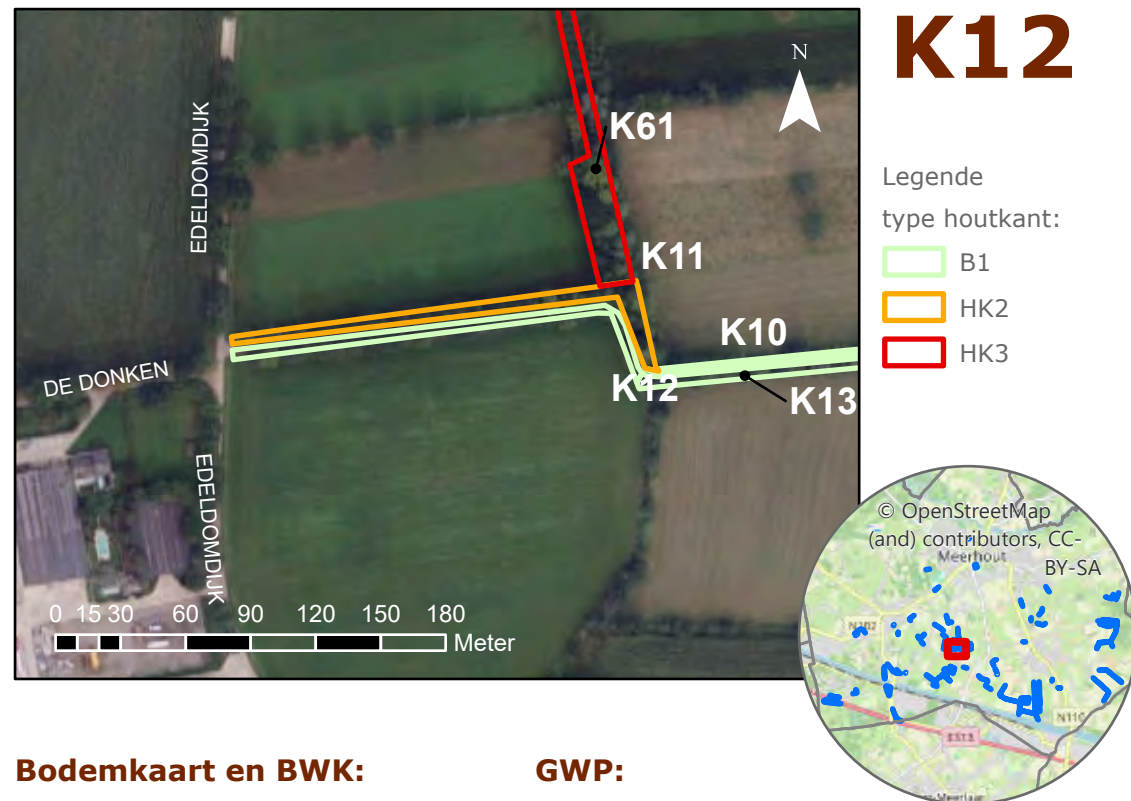 K12
N
EDELDOMDIJK
K61
K11
K10
K12
K13
DE DONKEN
EDELDOMDIJK
0 15 30 60 90 120 150 180
Meter
Legende
type houtkant:
B1
HK2
HK3
© OpenStreetMap
(and) contributors, CC-
BY-SA
Meerhout
N102
N110
E313
Bodemkaart en BWK:
GWP: